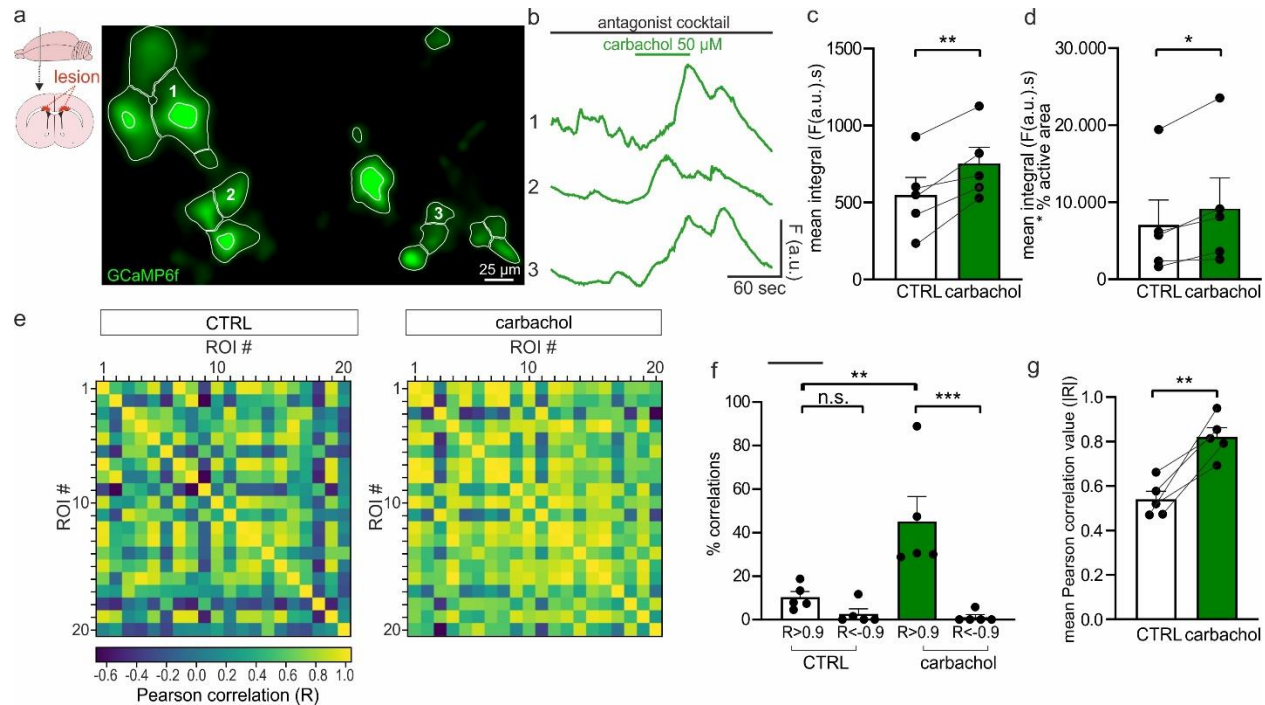 a
lesion
1
2
3
GCaMP6f
25 µm
b
antagonist cocktail
carbachol 50 µM
1
2
3
F (a.u.)
60 sec
c
mean integral (F(a.u.).s)
1500
1000
500
0
**
CTRL carbachol
d
mean integral (F(a.u.).s)
* % active area
30.000
20.000
10.000
0
*
CTRL carbachol
e
CTRL
ROI #
1 10 20
ROI #
1
10
20
carbachol
ROI #
1 10 20
1
10
20
-0.6 -0.4 -0.2 0.0 0.2 0.4 0.6 0.8 1.0
Pearson correlation (R)
f
% correlations
100
80
60
40
20
0
**
n.s.
***
R>0.9 R<-0.9 R>0.9 R<-0.9
CTRL carbachol
g
mean Pearson correlation value (|R|)
1.0
0.8
0.6
0.4
0.2
0.0
**
CTRL carbachol